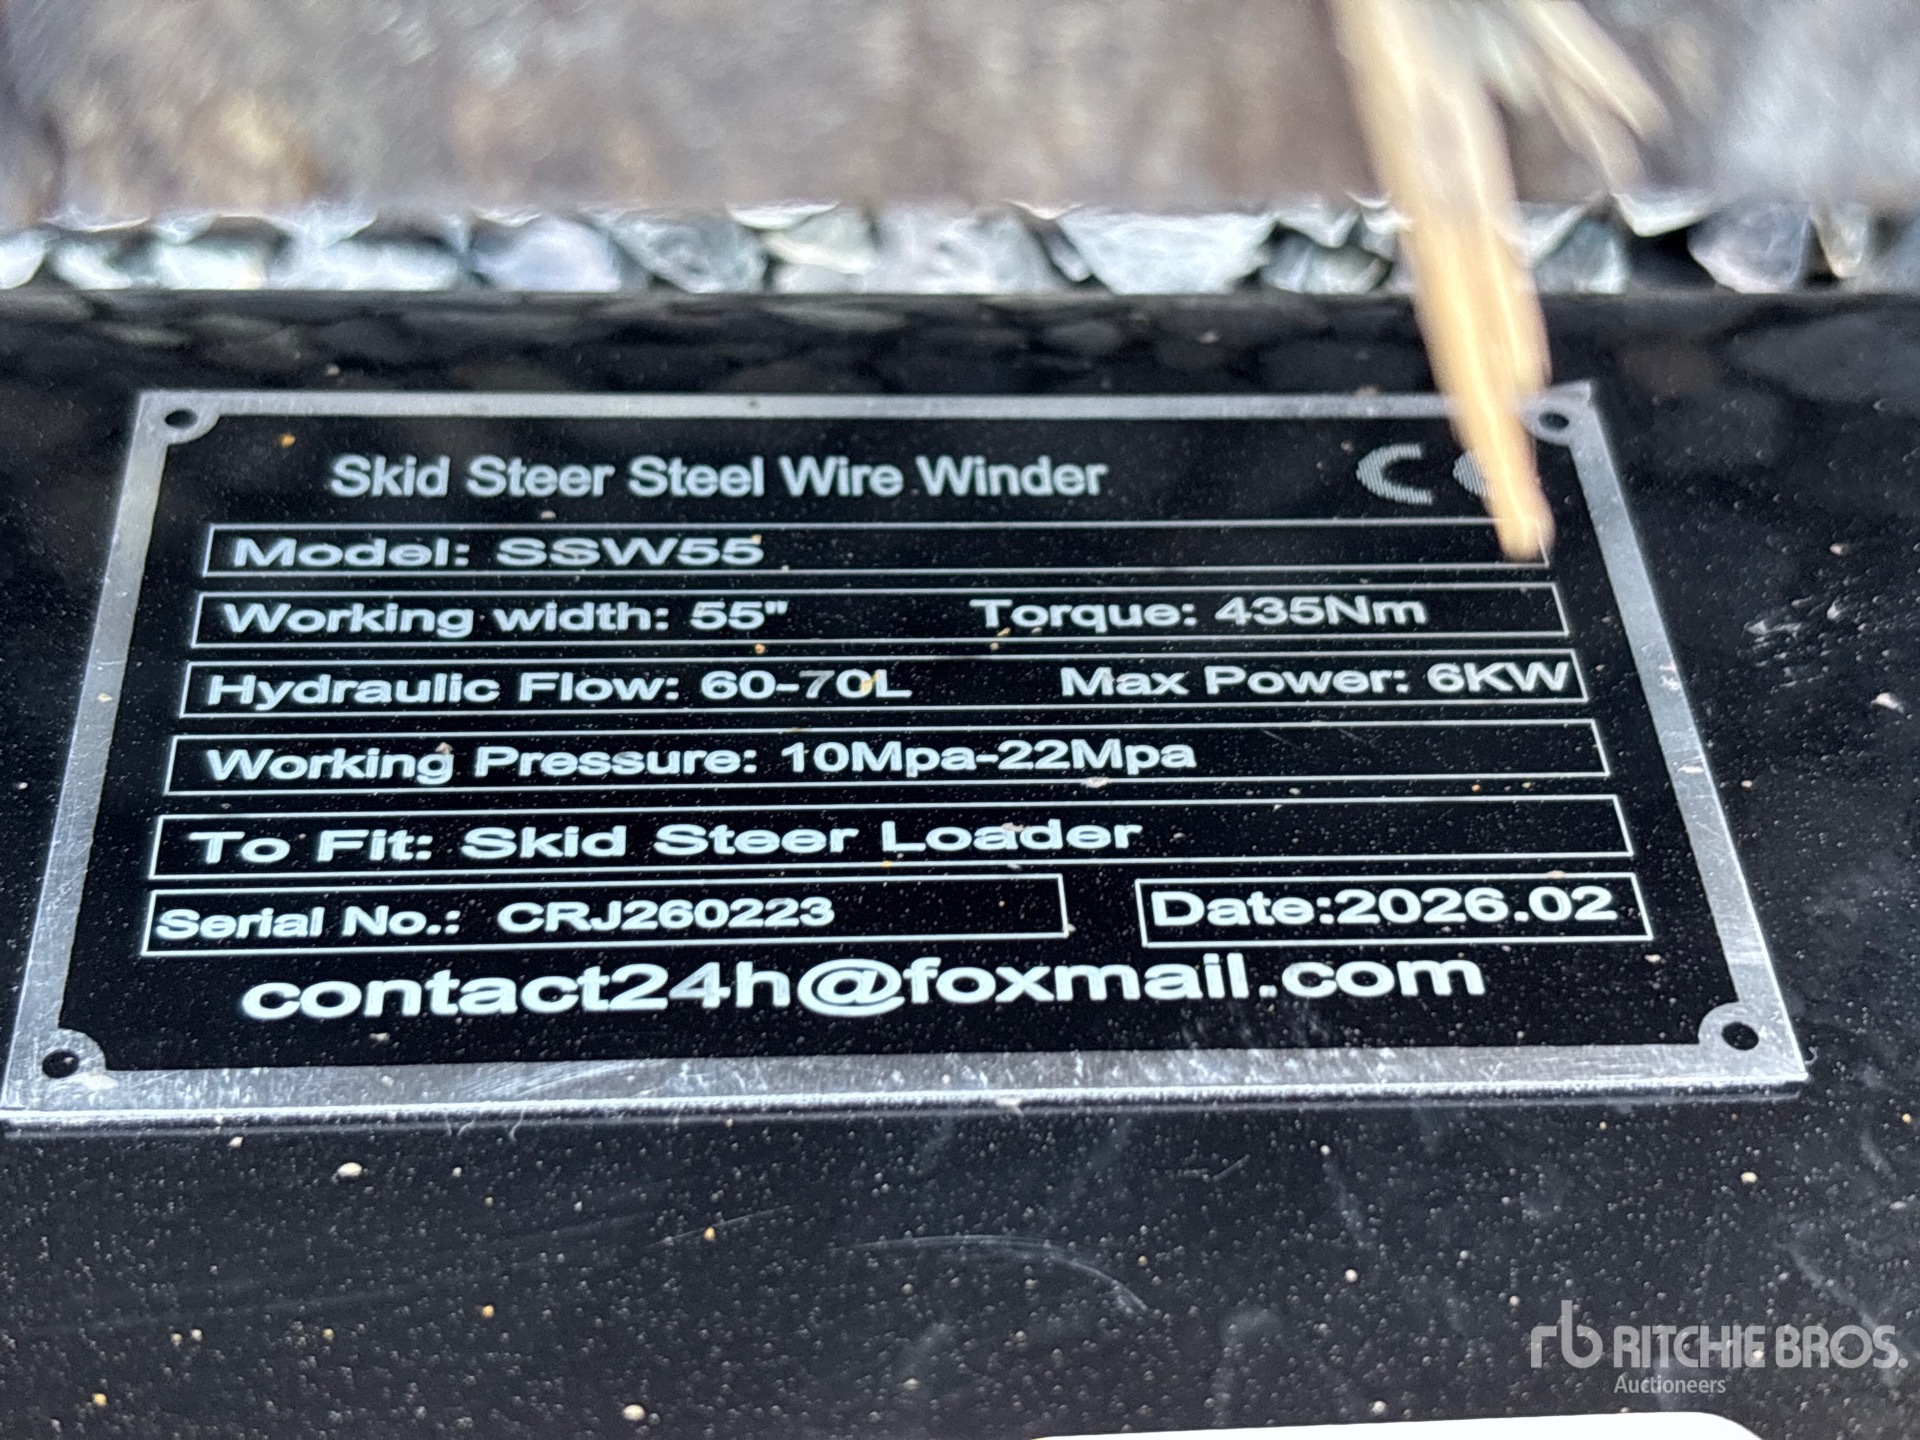 Skid Steer Steel Wire Winder CE
Model: SSW55
Working width: 55" Torque: 435Nm
Hydraulic Flow: 60-70L Max Power: 6KW
Working Pressure: 10Mpa-22Mpa
To Fit: Skid Steer Loader
Serial No.: CRJ260223 Date:2026.02
contact24h@foxmail.com
rb RITCHIE BROS.
Auctioneers